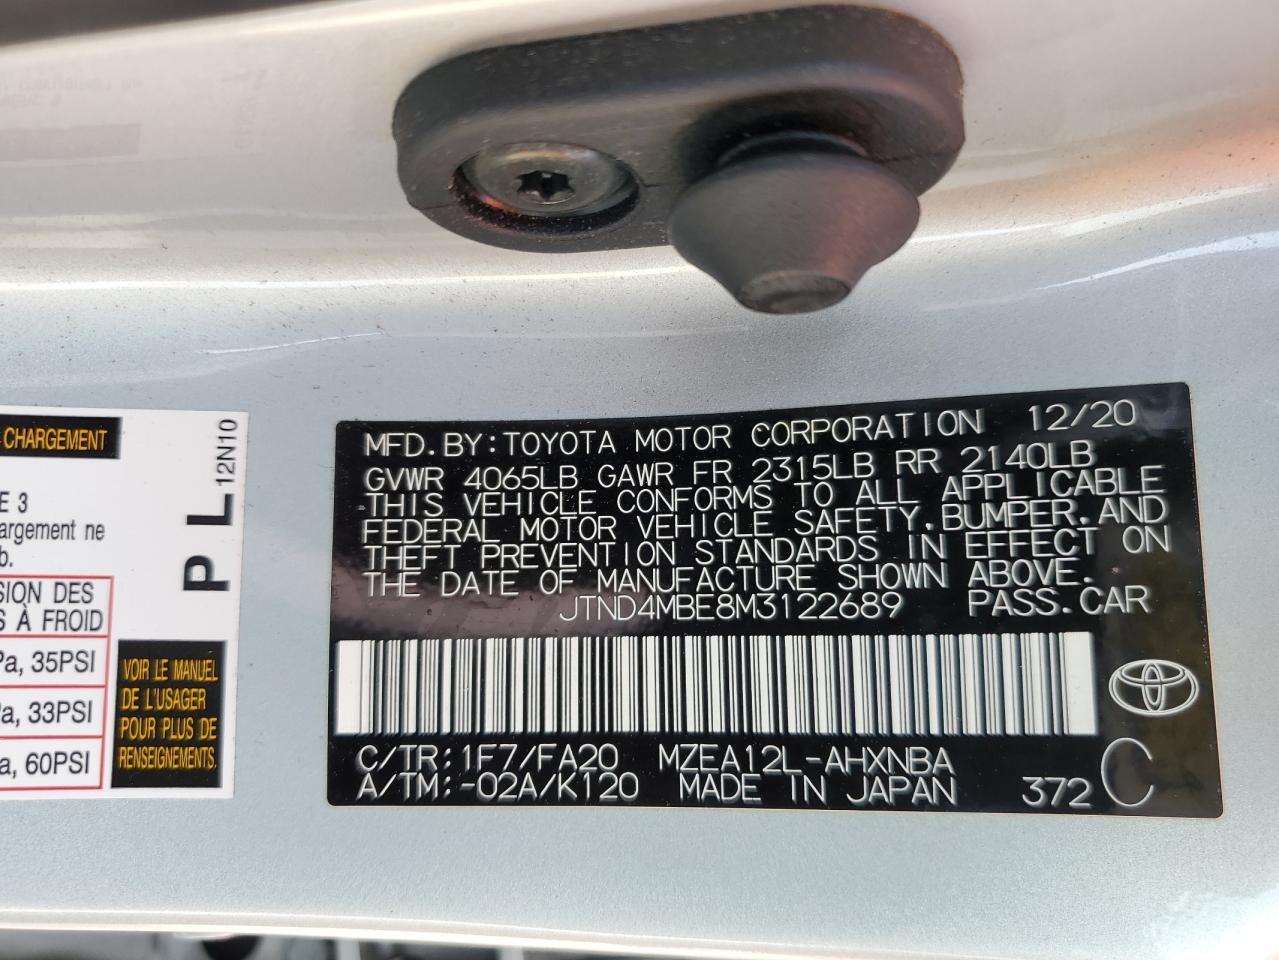 CHARGEMENT
E 3
argement ne
b.
SION DES
S À FROID
Pa, 35PSI
a, 33PSI
a, 60PSI
P L 12N10
VOIR LE MANUEL
DE L'USAGER
POUR PLUS DE
RENSEIGNEMENTS.
MFD.BY:TOYOTA MOTOR CORPORATION 12/20
GVWR 4065LB GAWR FR 2315LB RR 2140LB
THIS VEHICLE CONFORMS TO ALL APPLICABLE
FEDERAL MOTOR VEHICLE SAFETY,BUMPER,AND
THEFT PREVENTION STANDARDS IN EFFECT ON
THE DATE OF MANUFACTURE SHOWN ABOVE.
JTND4MBE8M3122689 PASS.CAR
C/TR:1F7/FA20 MZEA12L-AHXNBA
A/TM:-02A/K120 MADE IN JAPAN 372 C